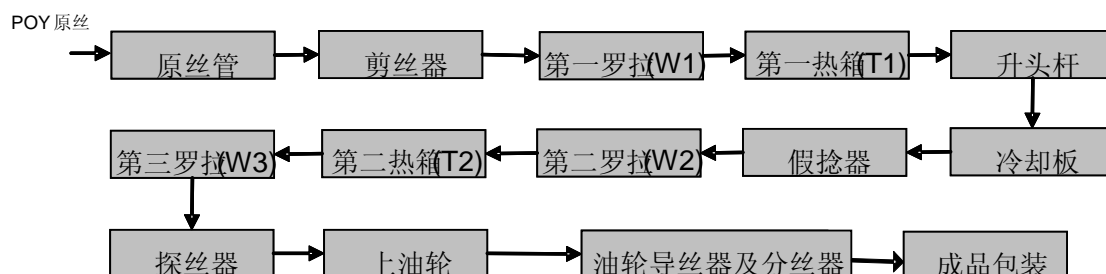 POY原丝
原丝管 剪丝器 第一罗拉(W1) 第一热箱(T1) 升头杆
第三罗拉(W3) 第二热箱(T2) 第二罗拉(W2) 假捻器 冷却板
探丝器 上油轮 油轮导丝器及分丝器 成品包装